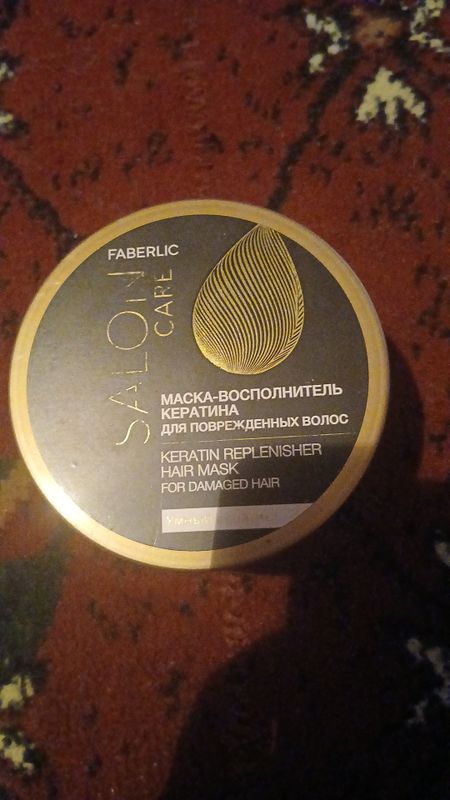 FABERLIC
SALON
CARE
МАСКА-ВОСПОЛНИТЕЛЬ
КЕРАТИНА
ДЛЯ ПОВРЕЖДЕННЫХ ВОЛОС
KERATIN REPLENISHER
HAIR MASK
FOR DAMAGED HAIR